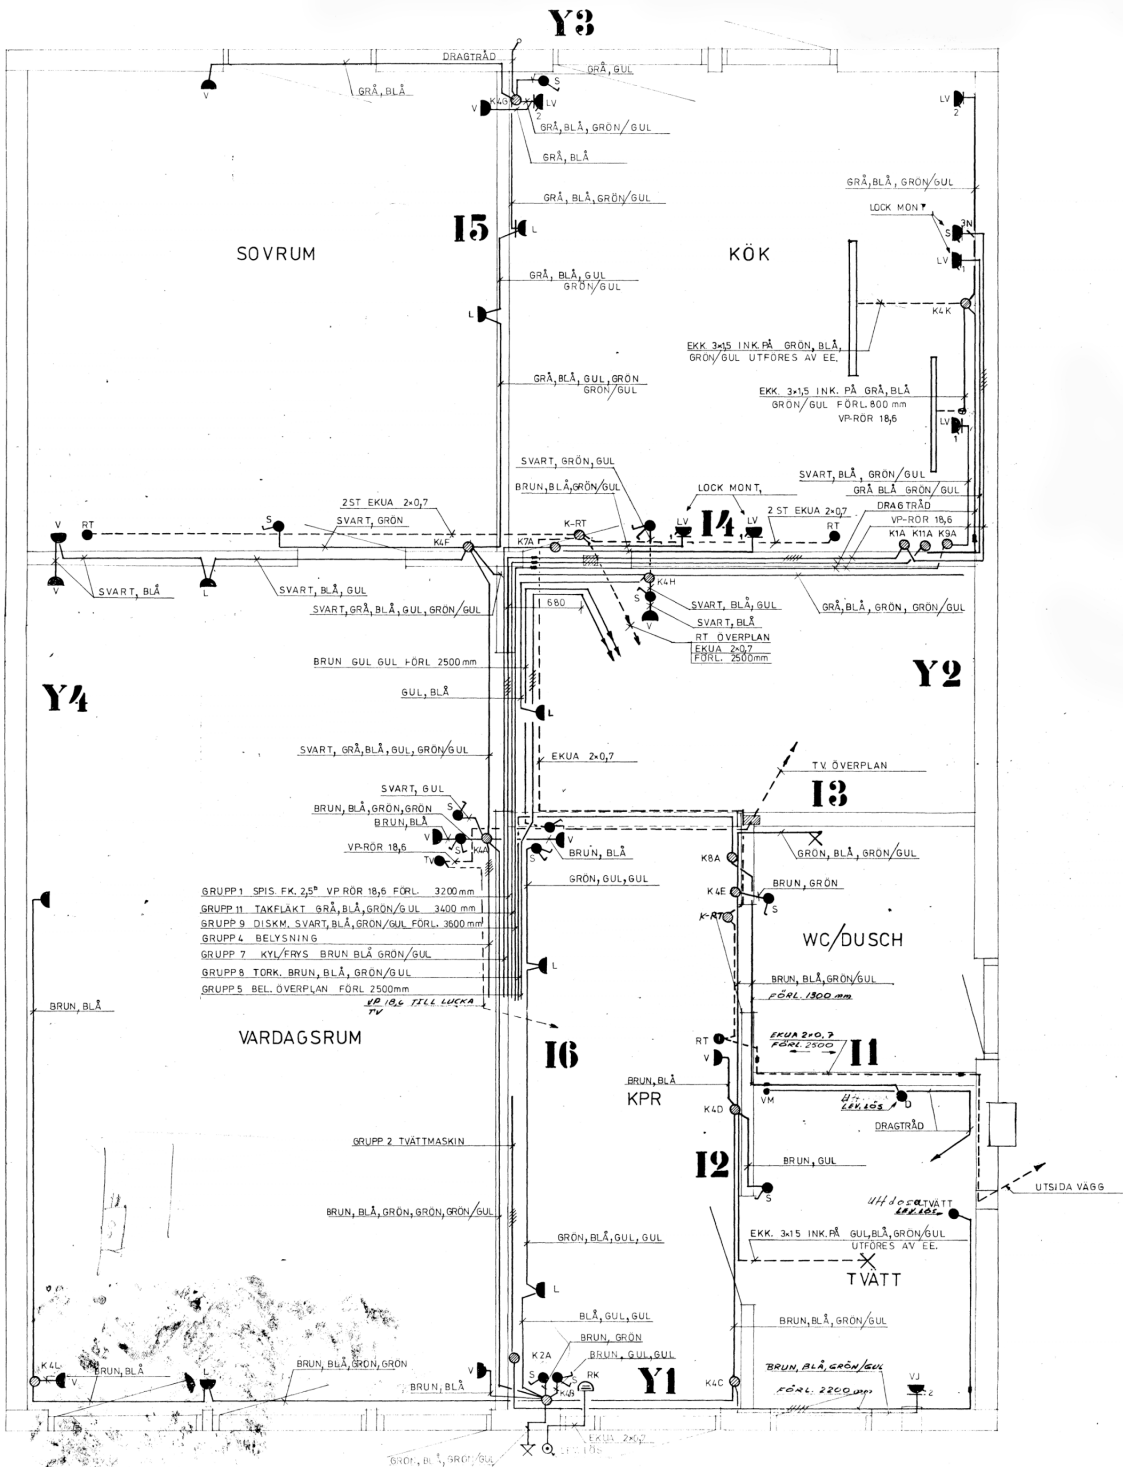 Y3
DRAGTRÅD
GRÅ, GUL
S
V
GRÅ, BLÅ
V
K4G
LV
2
LV
2
GRÅ, BLÅ, GRÖN/GUL
GRÅ, BLÅ
GRÅ, BLÅ, GRÖN/GUL
GRÅ, BLÅ, GRÖN/GUL
LOCK MONT
I5
L
S
3N
SOVRUM
KÖK
LV
1
GRÅ, BLÅ, GUL
GRÖN/GUL
L
K4K
EKK 3×1,5 INK. PÅ GRÖN, BLÅ,
GRÖN/GUL UTFÖRES AV EE.
GRÅ, BLÅ, GUL, GRÖN
GRÖN/GUL
EKK. 3×1,5 INK. PÅ GRÅ, BLÅ
GRÖN/GUL FÖRL. 800 mm
VP-RÖR 18,6
LV
1
SVART, GRÖN, GUL
SVART, BLÅ, GRÖN/GUL
BRUN, BLÅ, GRÖN/GUL
LOCK MONT,
GRÅ BLÅ GRÖN/GUL
2 ST EKUA 2×0,7
DRAGTRÅD
SVART, GRÖN
2 ST EKUA 2×0,7
VP-RÖR 18,6
V
RT
S
K-RT
LV
I4
LV
RT
K1A
K11A
K9A
K4F
K7A
K4H
V
SVART, BLÅ
L
SVART, BLÅ, GUL
SVART, GRÅ, BLÅ, GUL, GRÖN/GUL
680
S
SVART, BLÅ, GUL
GRÅ, BLÅ, GRÖN, GRÖN/GUL
V
SVART, BLÅ
RT ÖVERPLAN
EKUA 2×0,7
FÖRL. 2500mm
BRUN GUL GUL FÖRL 2500 mm
Y2
Y4
GUL, BLÅ
L
SVART, GRÅ, BLÅ, GUL, GRÖN/GUL
EKUA 2×0,7
TV. ÖVERPLAN
SVART, GUL
I3
S
BRUN, BLÅ, GRÖN, GRÖN
BRUN, BLÅ
V
V
S
K4A
V
VP-RÖR 18,6
TV
S
BRUN, BLÅ
GRÖN, BLÅ, GRÖN/GUL
K8A
GRÖN, GUL, GUL
K4E
BRUN, GRÖN
S
GRUPP 1 SPIS. FK. 2,5² VP RÖR 18,6 FÖRL. 3200 mm
GRUPP 11 TAKFLÄKT GRÅ, BLÅ, GRÖN/GUL 3400 mm
K-RT
GRUPP 9 DISKM. SVART, BLÅ, GRÖN/GUL FÖRL. 3600 mm
GRUPP 4 BELYSNING
WC/DUSCH
GRUPP 7 KYL/FRYS BRUN BLÅ GRÖN/GUL
L
GRUPP 8 TORK. BRUN, BLÅ, GRÖN/GUL
BRUN, BLÅ, GRÖN/GUL
GRUPP 5 BEL. ÖVERPLAN FÖRL 2500mm
FÖRL. 1300 mm
BRUN, BLÅ
VP 18,6 TILL LUCKA
TV
VARDAGSRUM
RT
EKUA 2×0,7
FÖRL. 2500
I6
I1
V
BRUN, BLÅ
KPR
VM
LEV. LÖS
K4D
DRAGTRÅD
GRUPP 2 TVÄTTMASKIN
I2
BRUN, GUL
S
UTSIDA VÄGG
UH dosa TVÄTT
LEV. LÖS.
BRUN, BLÅ, GRÖN, GRÖN, GRÖN/GUL
GRÖN, BLÅ, GUL, GUL
EKK. 3×1,5 INK. PÅ GUL, BLÅ, GRÖN/GUL
UTFÖRES AV EE.
TVÄTT
L
BLÅ, GUL, GUL
BRUN, BLÅ, GRÖN/GUL
BRUN, GRÖN
K2A
BRUN, GUL, GUL
K4L
BRUN, BLÅ
BRUN, BLÅ, GRÖN, GRÖN
V
L
V
S
S
RK
Y1
BRUN, BLÅ, GRÖN/GUL
FÖRL. 2200 mm
BRUN, BLÅ
K4B
K4C
VJ
2
EKUA 2×0,7
GRÖN, BLÅ, GRÖN/GUL